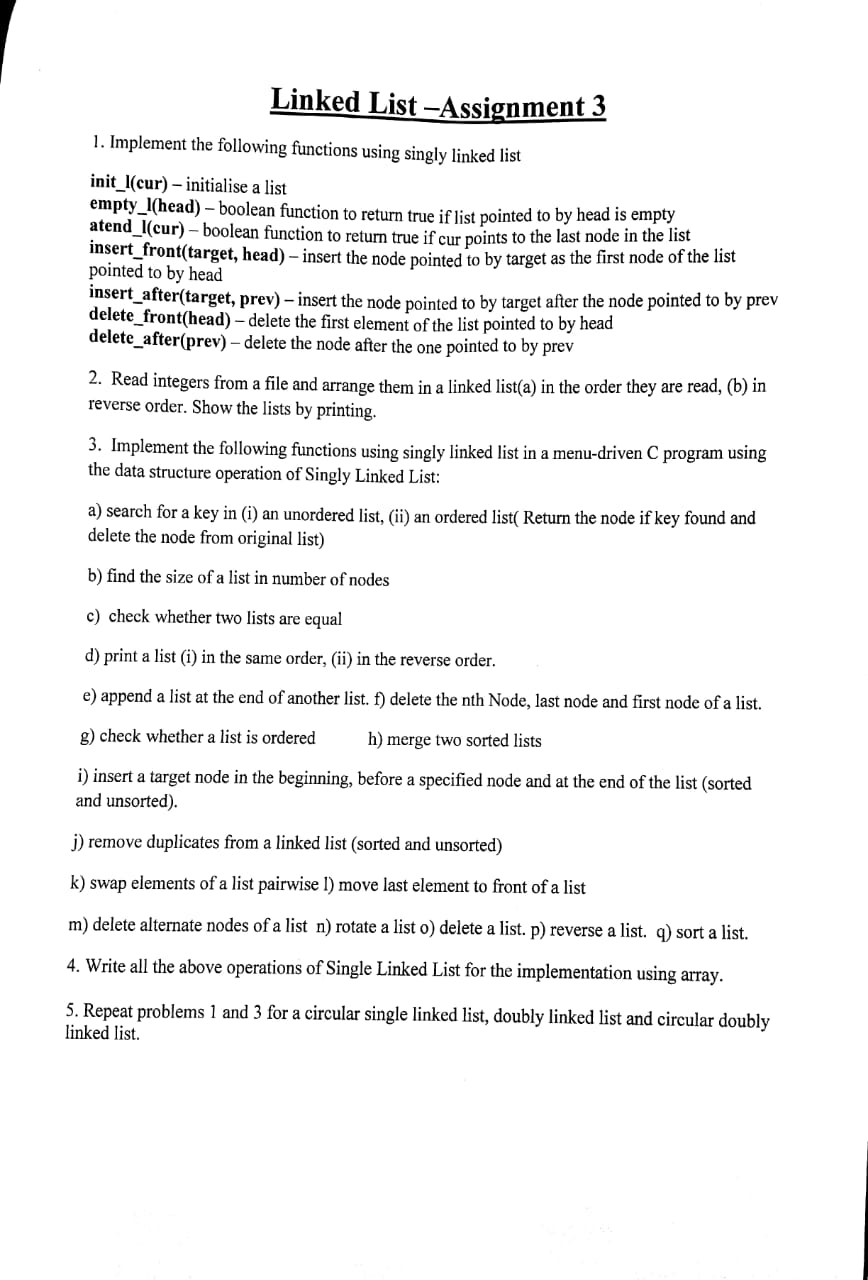 Linked List –Assignment 3
1. Implement the following functions using singly linked list
init_l(cur) – initialise a list
empty_l(head) – boolean function to return true if list pointed to by head is empty
atend_l(cur) – boolean function to return true if cur points to the last node in the list
insert_front(target, head) – insert the node pointed to by target as the first node of the list
pointed to by head
insert_after(target, prev) – insert the node pointed to by target after the node pointed to by prev
delete_front(head) – delete the first element of the list pointed to by head
delete_after(prev) – delete the node after the one pointed to by prev
2. Read integers from a file and arrange them in a linked list(a) in the order they are read, (b) in
reverse order. Show the lists by printing.
3. Implement the following functions using singly linked list in a menu-driven C program using
the data structure operation of Singly Linked List:
a) search for a key in (i) an unordered list, (ii) an ordered list( Return the node if key found and
delete the node from original list)
b) find the size of a list in number of nodes
c) check whether two lists are equal
d) print a list (i) in the same order, (ii) in the reverse order.
e) append a list at the end of another list. f) delete the nth Node, last node and first node of a list.
g) check whether a list is ordered h) merge two sorted lists
i) insert a target node in the beginning, before a specified node and at the end of the list (sorted
and unsorted).
j) remove duplicates from a linked list (sorted and unsorted)
k) swap elements of a list pairwise l) move last element to front of a list
m) delete alternate nodes of a list n) rotate a list o) delete a list. p) reverse a list. q) sort a list.
4. Write all the above operations of Single Linked List for the implementation using array.
5. Repeat problems 1 and 3 for a circular single linked list, doubly linked list and circular doubly
linked list.